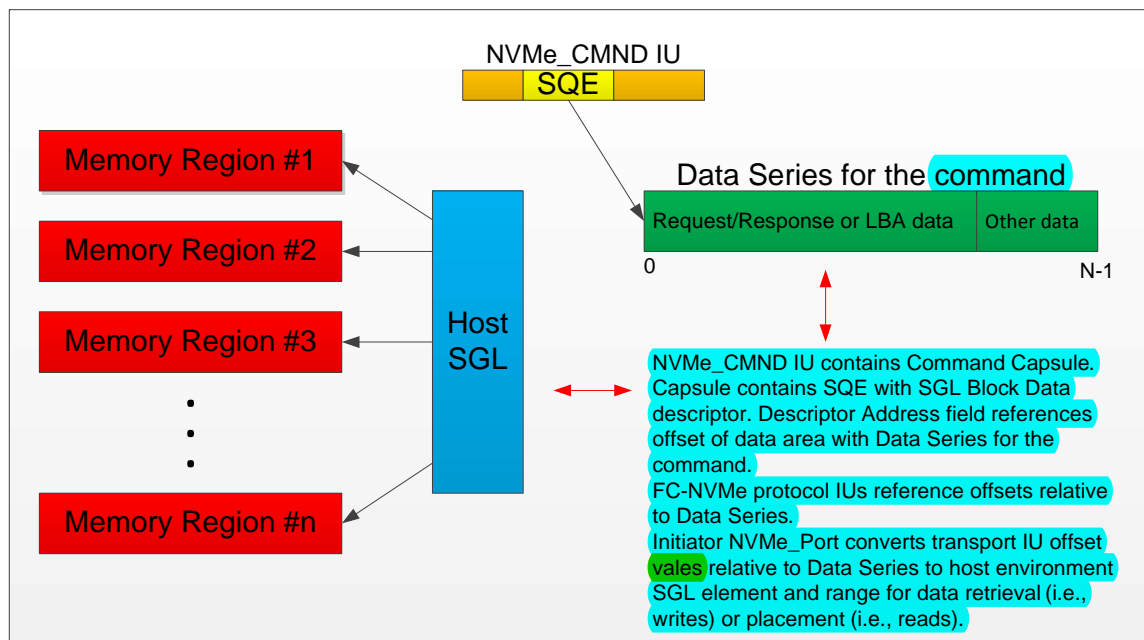 NVMe_CMND IU
SQE
Memory Region #1
Memory Region #2
Memory Region #3
Memory Region #n
Host
SGL
Data Series for the command
Request/Response or LBA data
Other data
0
N-1
NVMe_CMND IU contains Command Capsule.
Capsule contains SQE with SGL Block Data
descriptor. Descriptor Address field references
offset of data area with Data Series for the
command.
FC-NVMe protocol IUs reference offsets relative
to Data Series.
Initiator NVMe_Port converts transport IU offset
vales relative to Data Series to host environment
SGL element and range for data retrieval (i.e.,
writes) or placement (i.e., reads).